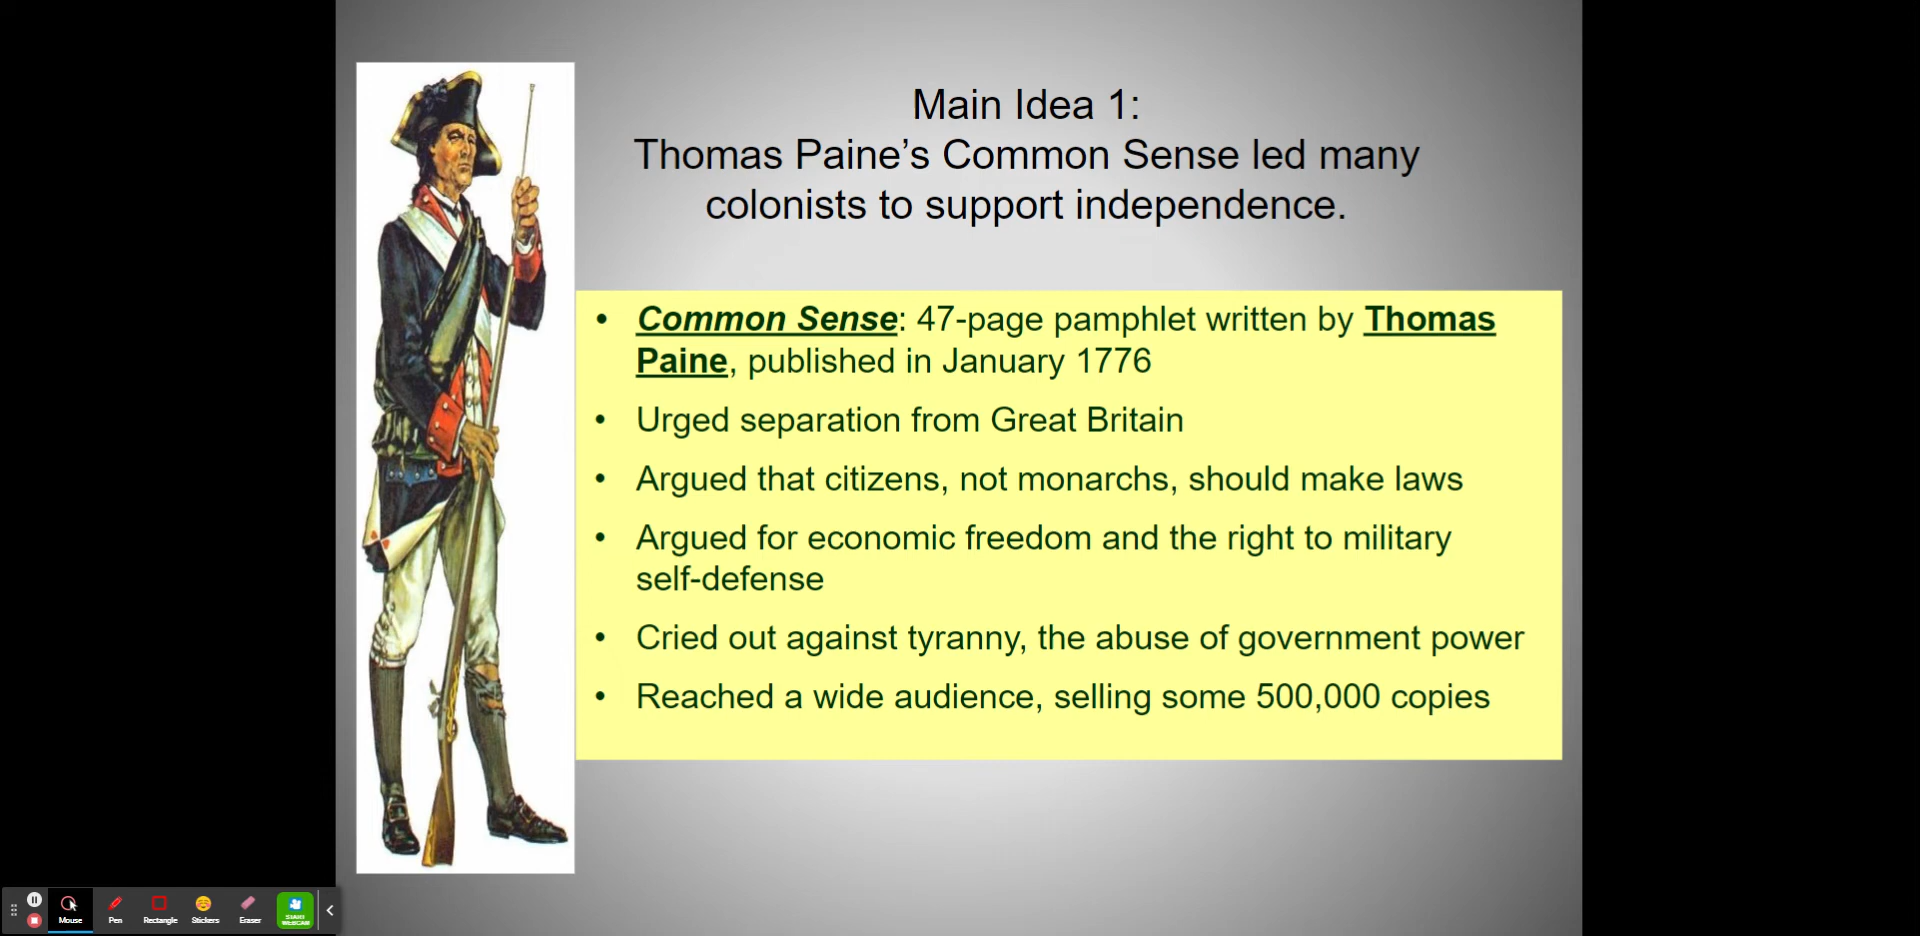 Main Idea 1:
Thomas Paine’s Common Sense led many
colonists to support independence.
• Common Sense: 47-page pamphlet written by Thomas
Paine, published in January 1776
• Urged separation from Great Britain
• Argued that citizens, not monarchs, should make laws
• Argued for economic freedom and the right to military
self-defense
• Cried out against tyranny, the abuse of government power
• Reached a wide audience, selling some 500,000 copies
Mouse
Pen
Rectangle
Stickers
Eraser
START
WEBCAM